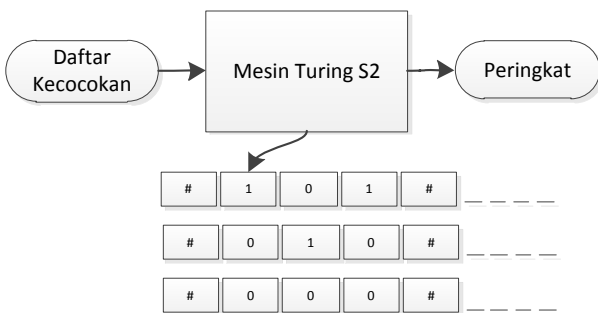 Daftar
Kecocokan
Mesin Turing S2
Peringkat
# 1 0 1 #
# 0 1 0 #
# 0 0 0 #